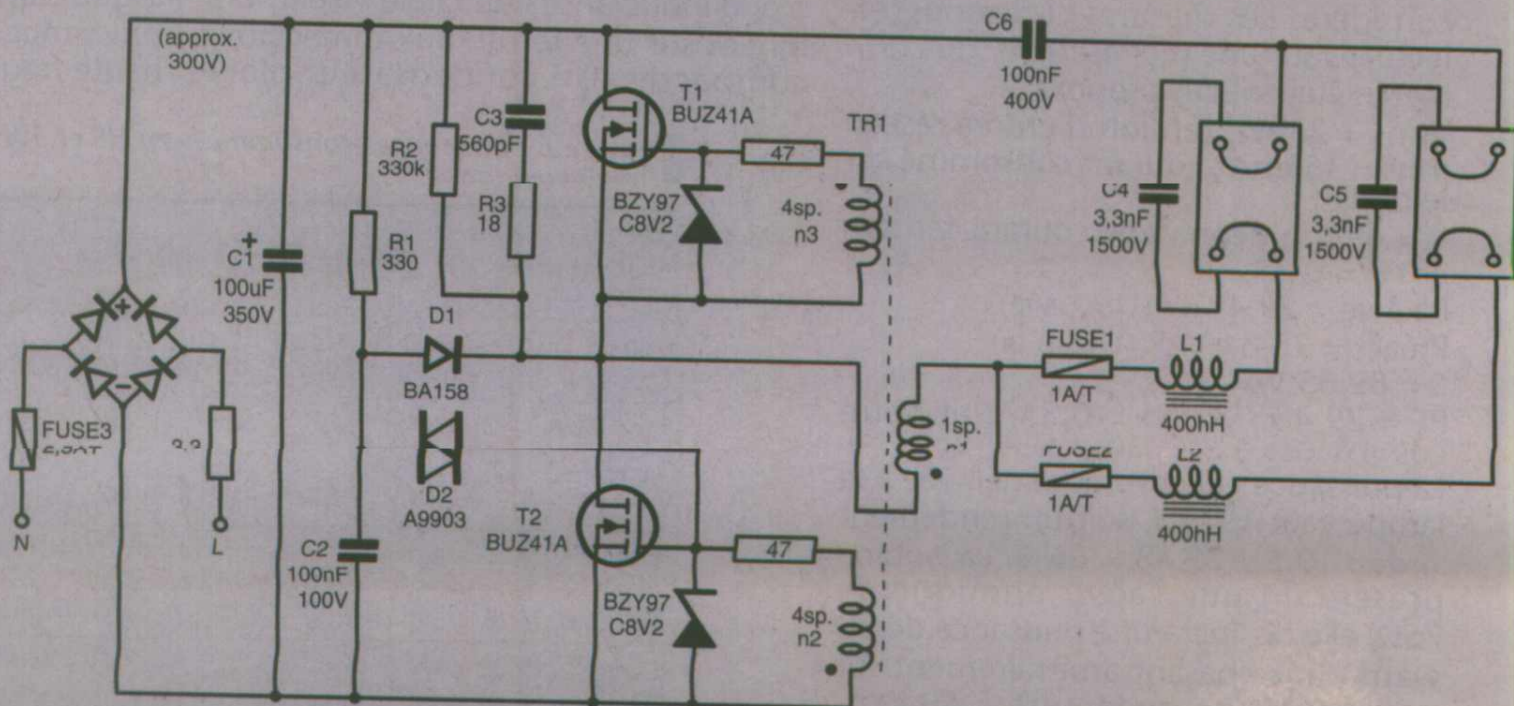 (approx.
300V)
C6
100nF
400V
T1
BUZ41A
TR1
C3
560pF
R2
330k
47
R3
18
BZY97
C8V2
4sp.
n3
C4
3,3nF
1500V
C5
3,3nF
1500V
C1
100uF
350V
R1
330
D1
BA158
FUSE1
1A/T
L1
400hH
1sp.
FUSE3
FUSE2
1A/T
L2
400hH
D2
A9903
T2
BUZ41A
N
L
C2
100nF
100V
47
BZY97
C8V2
4sp.
n2